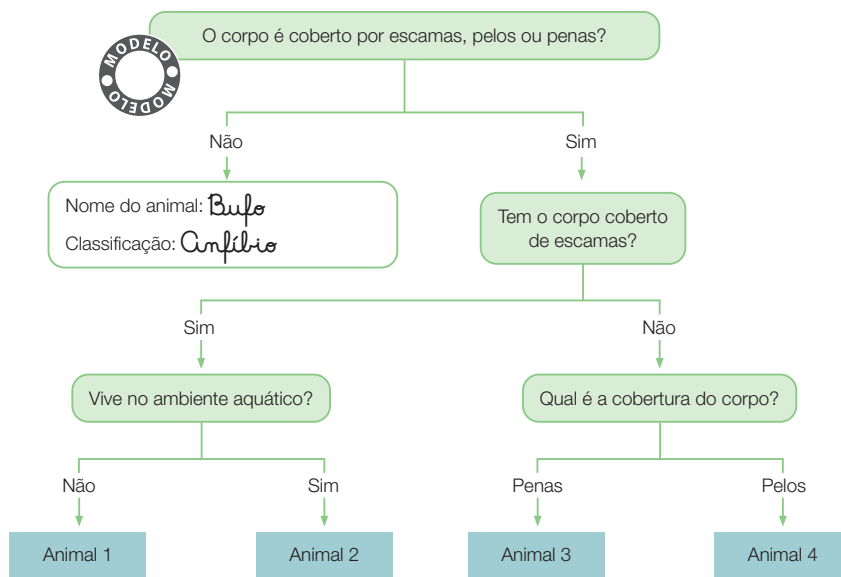 O corpo é coberto por escamas, pelos ou penas?
MODELO MODELO
Não
Sim
Nome do animal: Bufo
Classificação: Anfíbio
Tem o corpo coberto
de escamas?
Sim
Não
Vive no ambiente aquático?
Qual é a cobertura do corpo?
Não
Sim
Penas
Pelos
Animal 1
Animal 2
Animal 3
Animal 4